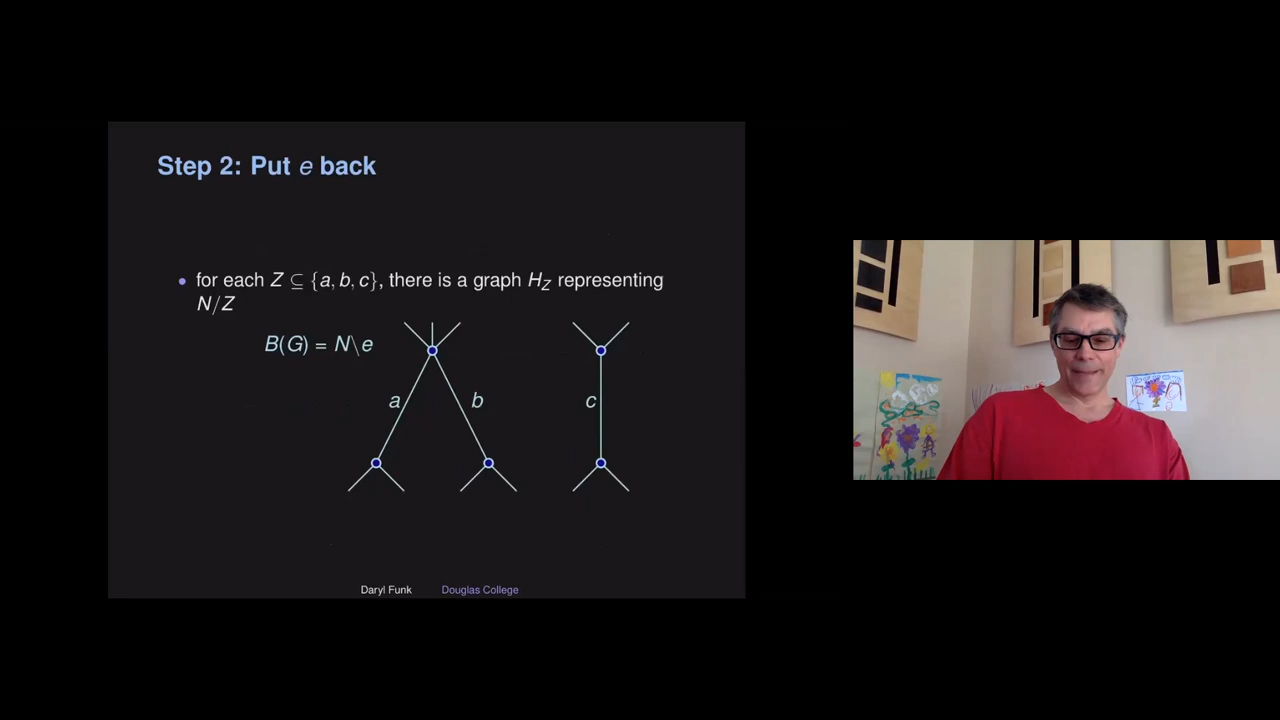 Step 2: Put e back
• for each Z ⊆ {a, b, c}, there is a graph H_Z representing
N/Z
B(G) = N\e
a
b
c
Daryl Funk Douglas College